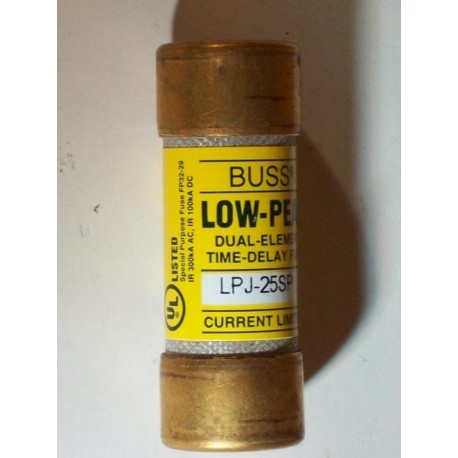 BUSS
LOW-PE
DUAL-ELEME
TIME-DELAY F
LPJ-25SP
CURRENT LIMI
UL
®
LISTED
Special Purpose Fuse FP32-29
IR 300kA AC, IR 100kA DC